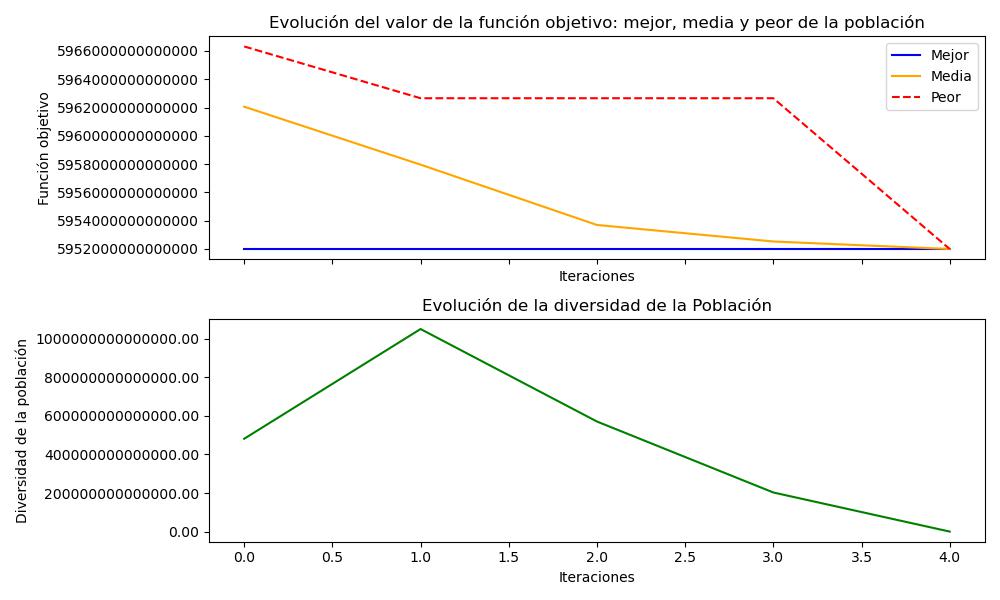 Evolución del valor de la función objetivo: mejor, media y peor de la población
Función objetivo
5966000000000000
5964000000000000
5962000000000000
5960000000000000
5958000000000000
5956000000000000
5954000000000000
5952000000000000
Mejor
Media
Peor
Iteraciones
Evolución de la diversidad de la Población
Diversidad de la población
1000000000000000.00
800000000000000.00
600000000000000.00
400000000000000.00
200000000000000.00
0.00
0.0 0.5 1.0 1.5 2.0 2.5 3.0 3.5 4.0
Iteraciones